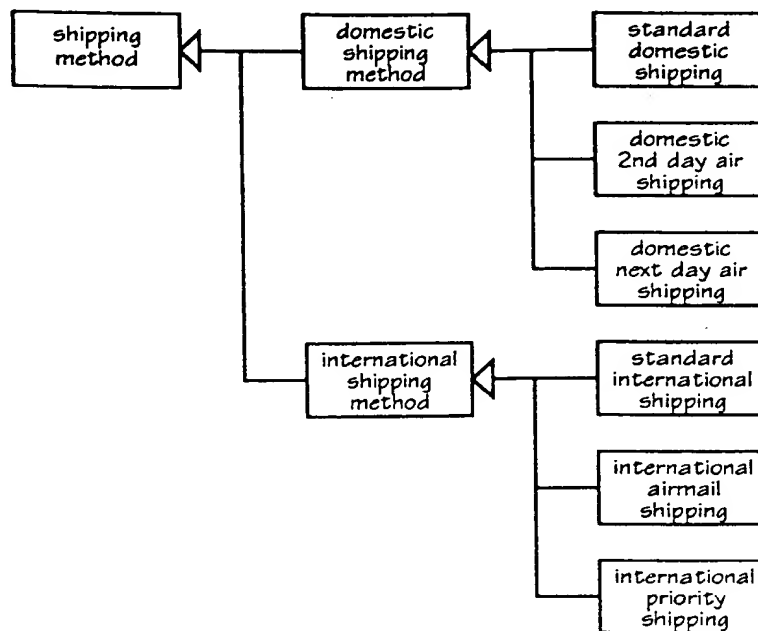 shipping
method
domestic
shipping
method
standard
domestic
shipping
domestic
2nd day air
shipping
domestic
next day air
shipping
international
shipping
method
standard
international
shipping
international
airmail
shipping
international
priority
shipping